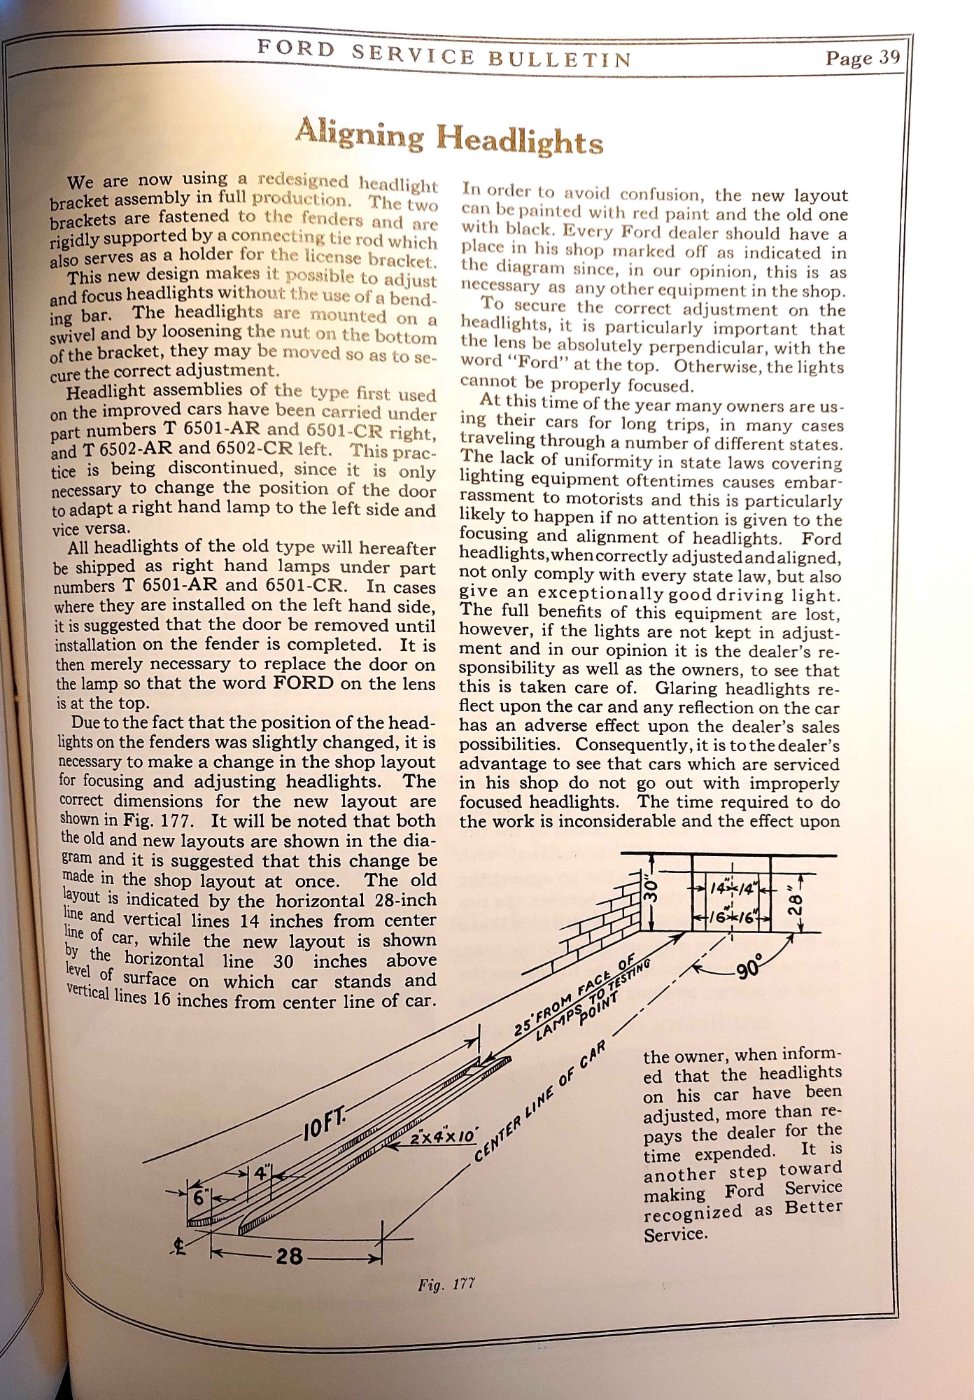 FORD SERVICE BULLETIN Page 39
Aligning Headlights
We are now using a redesigned headlight
bracket assembly in full production. The two
brackets are fastened to the fenders and are
rigidly supported by a connecting tie rod which
also serves as a holder for the license bracket.
This new design makes it possible to adjust
and focus headlights without the use of a bend-
ing bar. The headlights are mounted on a
swivel and by loosening the nut on the bottom
of the bracket, they may be moved so as to se-
cure the correct adjustment.
Headlight assemblies of the type first used
on the improved cars have been carried under
part numbers T 6501-AR and 6501-CR right,
and T 6502-AR and 6502-CR left. This prac-
tice is being discontinued, since it is only
necessary to change the position of the door
to adapt a right hand lamp to the left side and
vice versa.
All headlights of the old type will hereafter
be shipped as right hand lamps under part
numbers T 6501-AR and 6501-CR. In cases
where they are installed on the left hand side,
it is suggested that the door be removed until
installation on the fender is completed. It is
then merely necessary to replace the door on
the lamp so that the word FORD on the lens
is at the top.
Due to the fact that the position of the head-
lights on the fenders was slightly changed, it is
necessary to make a change in the shop layout
for focusing and adjusting headlights. The
correct dimensions for the new layout are
shown in Fig. 177. It will be noted that both
the old and new layouts are shown in the dia-
gram and it is suggested that this change be
made in the shop layout at once. The old
layout is indicated by the horizontal 28-inch
line and vertical lines 14 inches from center
line of car, while the new layout is shown
by the horizontal line 30 inches above
level of surface on which car stands and
vertical lines 16 inches from center line of car.
In order to avoid confusion, the new layout
can be painted with red paint and the old one
with black. Every Ford dealer should have a
place in his shop marked off as indicated in
the diagram since, in our opinion, this is as
necessary as any other equipment in the shop.
To secure the correct adjustment on the
headlights, it is particularly important that
the lens be absolutely perpendicular, with the
word "Ford" at the top. Otherwise, the lights
cannot be properly focused.
At this time of the year many owners are us-
ing their cars for long trips, in many cases
traveling through a number of different states.
The lack of uniformity in state laws covering
lighting equipment oftentimes causes embar-
rassment to motorists and this is particularly
likely to happen if no attention is given to the
focusing and alignment of headlights. Ford
headlights, when correctly adjusted and aligned,
not only comply with every state law, but also
give an exceptionally good driving light.
The full benefits of this equipment are lost,
however, if the lights are not kept in adjust-
ment and in our opinion it is the dealer's re-
sponsibility as well as the owners, to see that
this is taken care of. Glaring headlights re-
flect upon the car and any reflection on the car
has an adverse effect upon the dealer's sales
possibilities. Consequently, it is to the dealer's
advantage to see that cars which are serviced
in his shop do not go out with improperly
focused headlights. The time required to do
the work is inconsiderable and the effect upon
the owner, when inform-
ed that the headlights
on his car have been
adjusted, more than re-
pays the dealer for the
time expended. It is
another step toward
making Ford Service
recognized as Better
Service.
30"
14" 14"
16" 16"
28"
90°
25' FROM FACE OF
LAMPS TO TESTING
POINT
CENTER LINE OF CAR
10 FT.
2"X4"X10'
4"
6"
℄
28
Fig. 177